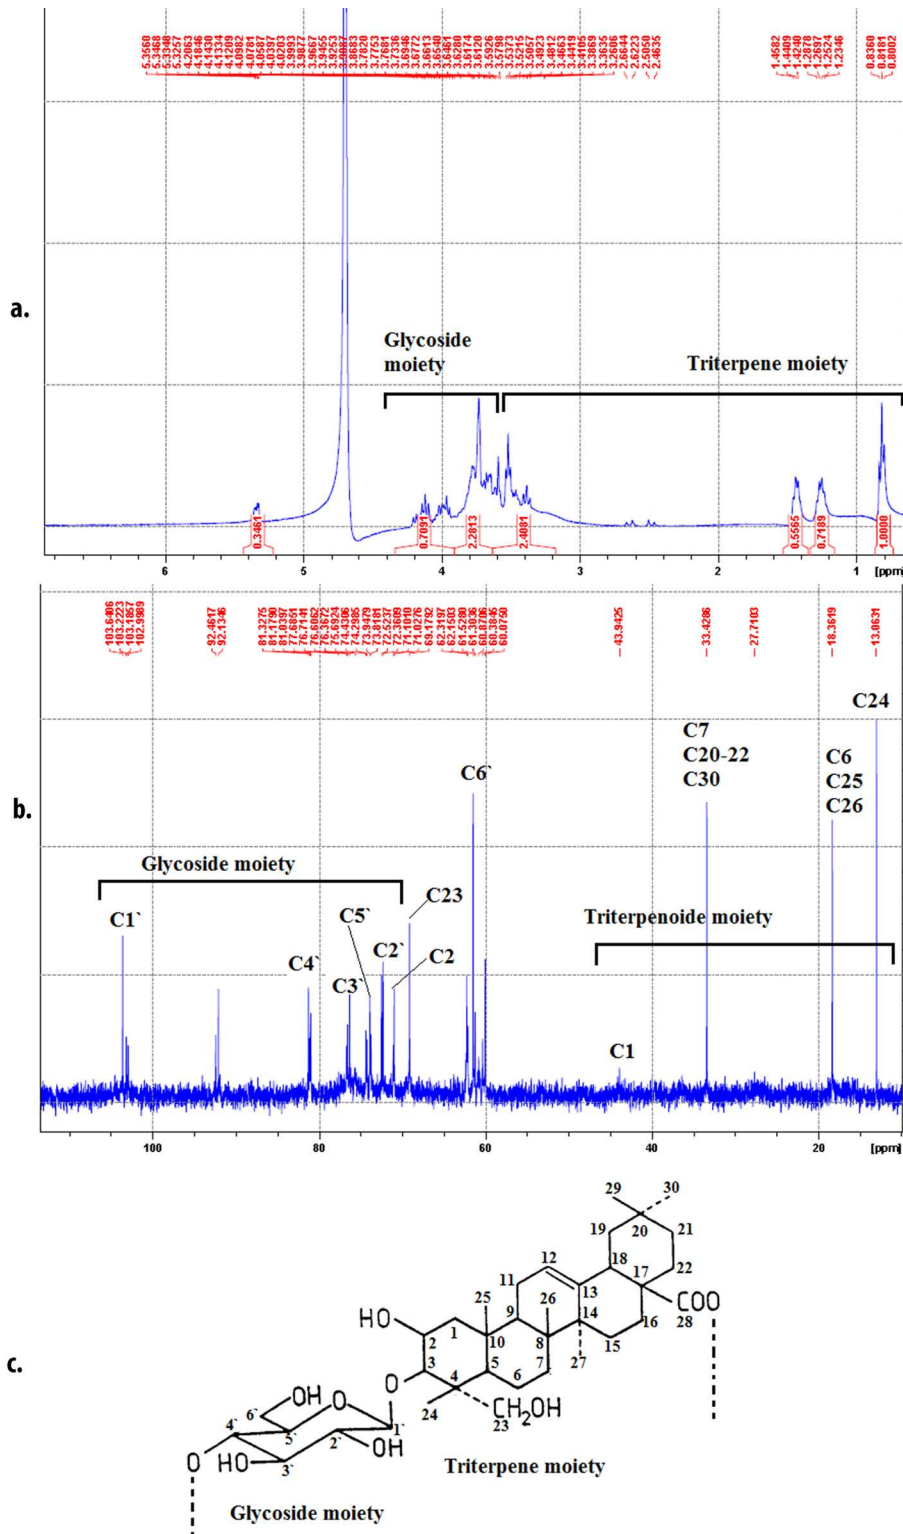 5.3560
5.3468
5.3348
5.3257
4.2063
4.1846
4.1430
4.1334
4.1209
4.0982
4.0781
4.0587
4.0397
4.0203
3.9993
3.9877
3.9667
3.9455
3.9253
3.8683
3.7820
3.7753
3.7681
3.7336
3.6946
3.6772
3.6613
3.6540
3.6461
3.6280
3.6174
3.6120
3.5926
3.5798
3.5373
3.5215
3.5057
3.4923
3.4812
3.4663
3.4419
3.4105
3.3869
3.3635
3.2606
2.6644
2.6223
2.5050
2.4635
1.4582
1.4409
1.4240
1.2878
1.2697
1.2524
1.2346
0.8360
0.8181
0.8002
a.
Glycoside
moiety
Triterpene moiety
0.3461
0.7091
2.2813
2.4081
0.5565
0.7189
1.0000
6 4 3 2 1 [ppm]
103.6406
103.2223
103.1857
102.9989
92.4617
92.1346
81.3275
81.1790
81.0397
77.6851
76.7141
76.6062
76.3672
75.6924
74.4306
74.2985
73.9479
73.8181
72.5237
72.3609
71.1010
71.0276
69.1792
62.3197
62.1503
61.5280
61.3036
60.8706
60.3845
60.0750
43.9425
33.4286
27.7103
18.3619
13.0631
b.
C24
C7
C20-22
C30
C6
C25
C26
C6`
Glycoside moiety
C1`
C4`
C3`
C5`
C2`
C23
C2
Triterpenoide moiety
C1
100 80 60 40 20 [ppm]
c.
29 30
19 20 21
12 18 22
11 13 17
25 26 COO
28
HO 1 9 14 16
2 10 8 15
3 5 7 27
4 6
OH O O 24 CH2OH
23
6` 5` 1`
4` 2` OH
O HO 3`
Triterpene moiety
Glycoside moiety